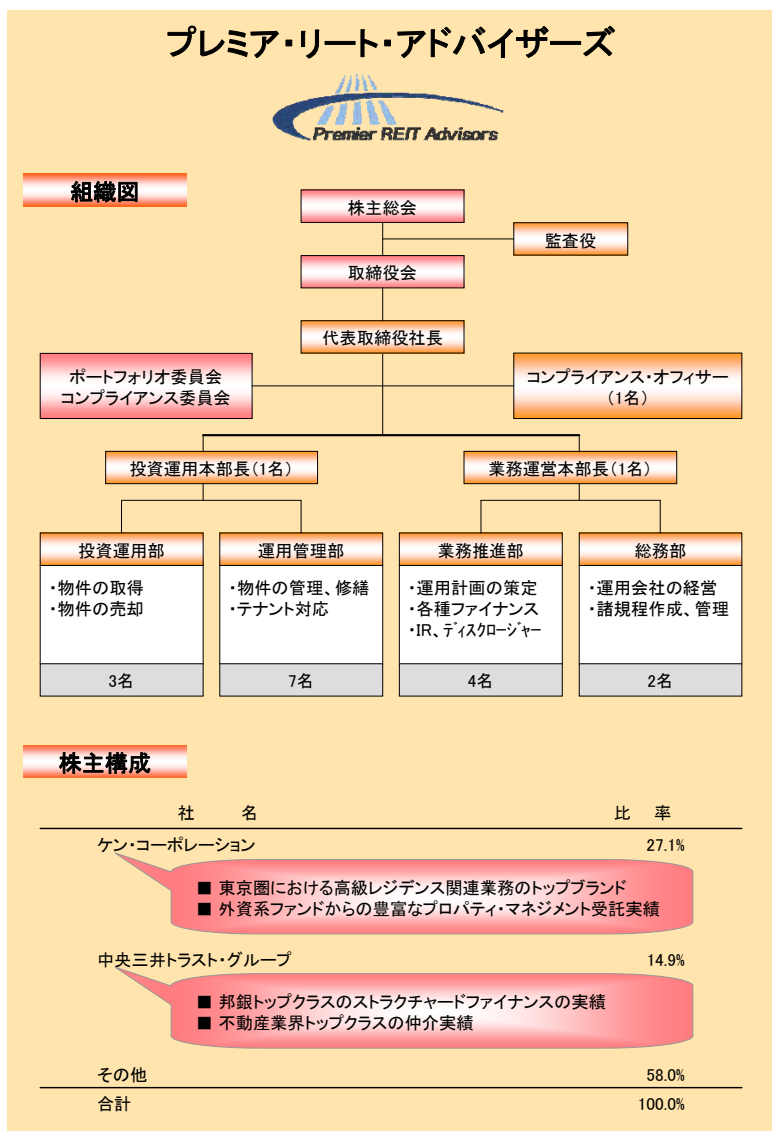 プレミア・リート・アドバイザーズ
Premier REIT Advisors
組織図
株主総会
監査役
取締役会
代表取締役社長
ポートフォリオ委員会
コンプライアンス委員会
コンプライアンス・オフィサー
(1名)
投資運用本部長(1名)
業務運営本部長(1名)
投資運用部
・物件の取得
・物件の売却
3名
運用管理部
・物件の管理、修繕
・テナント対応
7名
業務推進部
・運用計画の策定
・各種ファイナンス
・IR、ディスクロージャー
4名
総務部
・運用会社の経営
・諸規程作成、管理
2名
株主構成
社 名 比 率
ケン・コーポレーション 27.1%
■ 東京圏における高級レジデンス関連業務のトップブランド
■ 外資系ファンドからの豊富なプロパティ・マネジメント受託実績
中央三井トラスト・グループ 14.9%
■ 邦銀トップクラスのストラクチャードファイナンスの実績
■ 不動産業界トップクラスの仲介実績
その他 58.0%
合計 100.0%